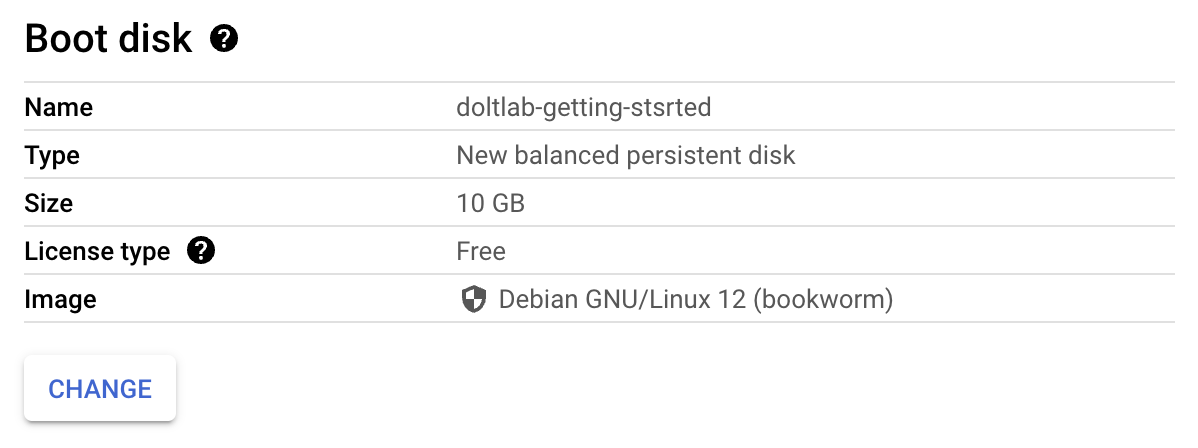 Boot disk
Name doltlab-getting-stsrted
Type New balanced persistent disk
Size 10 GB
License type Free
Image Debian GNU/Linux 12 (bookworm)
CHANGE